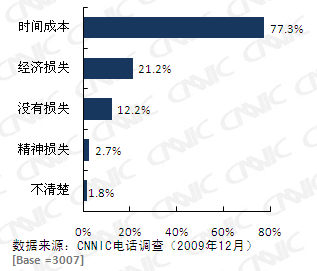 时间成本 77.3%
经济损失 21.2%
没有损失 12.2%
精神损失 2.7%
不清楚 1.8%
0% 20% 40% 60% 80%
数据来源：CNNIC电话调查（2009年12月）
[Base =3007]